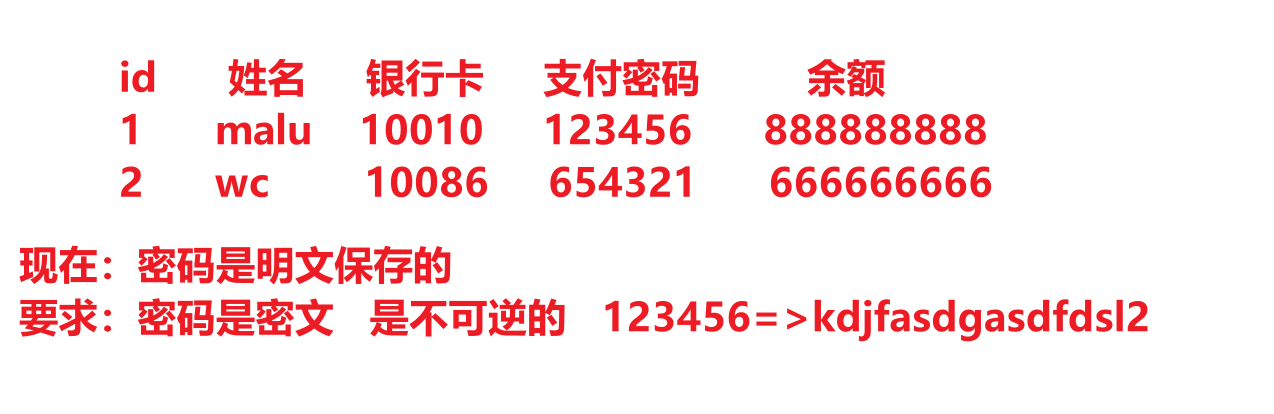 id 姓名 银行卡 支付密码 余额
1 malu 10010 123456 888888888
2 wc 10086 654321 666666666
现在：密码是明文保存的
要求：密码是密文 是不可逆的 123456=>kdjfasdgasdfdsl2